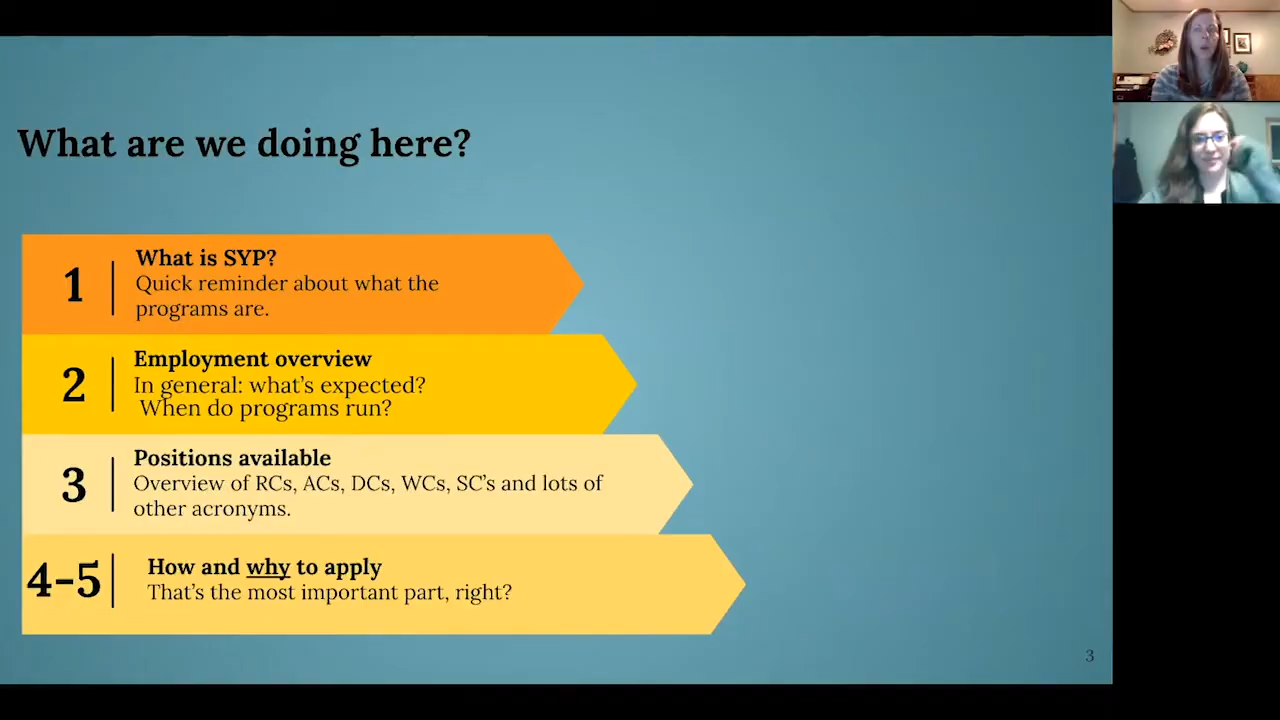 What are we doing here?
1
What is SYP?
Quick reminder about what the
programs are.
2
Employment overview
In general: what's expected?
When do programs run?
3
Positions available
Overview of RCs, ACs, DCs, WCs, SC's and lots of
other acronyms.
4-5
How and why to apply
That's the most important part, right?
3